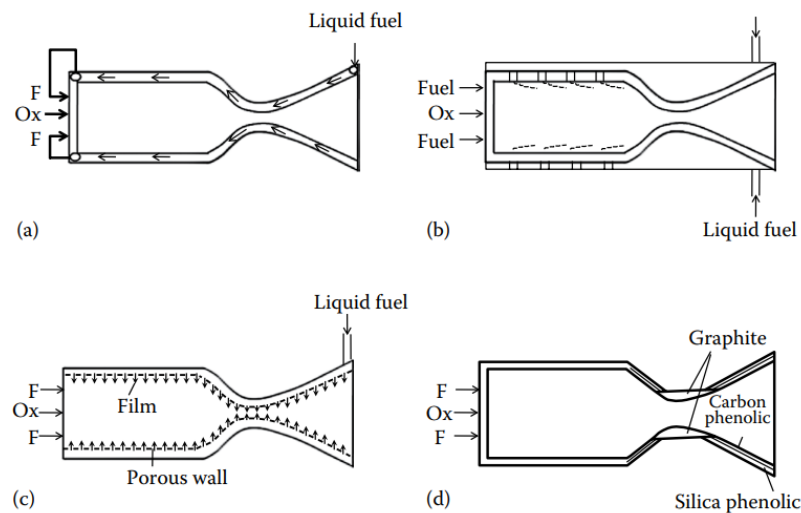 Liquid fuel
F
Ox
F
(a)
Fuel
Ox
Fuel
(b)
Liquid fuel
Liquid fuel
F
Ox
F
Film
Porous wall
(c)
Graphite
F
Ox
F
Carbon
phenolic
(d)
Silica phenolic